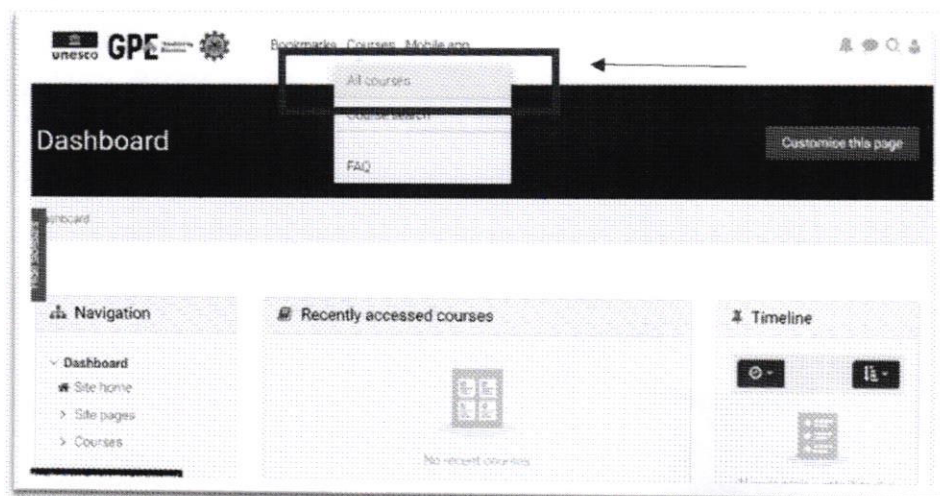 unesco GPE
Bookmarks Courses Mobile app
All courses
Course search
FAQ
Dashboard
Customise this page
Dashboard
Navigation
Recently accessed courses
Timeline
Dashboard
Site home
Site pages
Courses
No recent courses